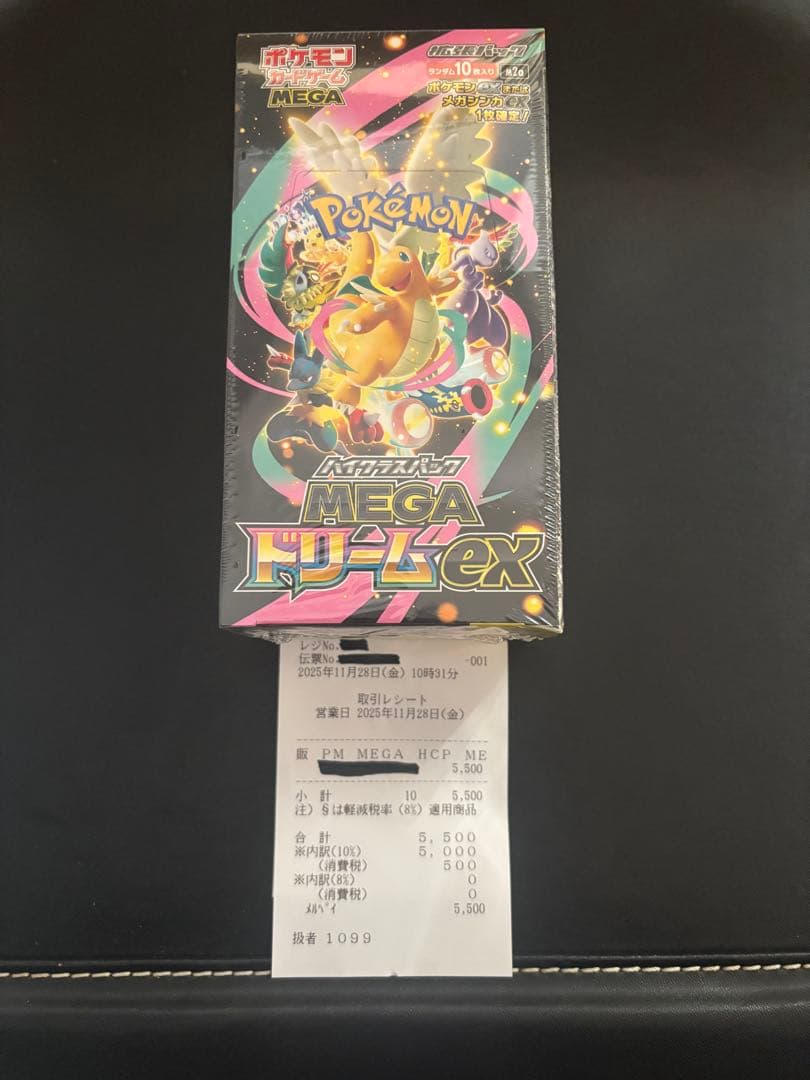 ポケモン
カードゲーム
MEGA
拡張パック
ランダム10枚入り
ポケモンexまたは
メガシンカex
1枚確定!
POKéMON
ハイクラスパック
MEGA
ドリームex
レジNo.
伝票No. -001
2025年11月28日(金) 10時31分
取引レシート
営業日 2025年11月28日(金)
販 PM MEGA HCP ME
5,500
小 計 10 5,500
注) §は軽減税率(8%)適用商品
合 計 5,500
※内訳(10%) 5,000
(消費税) 500
※内訳(8%) 0
(消費税) 0
ﾒﾙﾍﾟｲ 5,500
扱者 1099